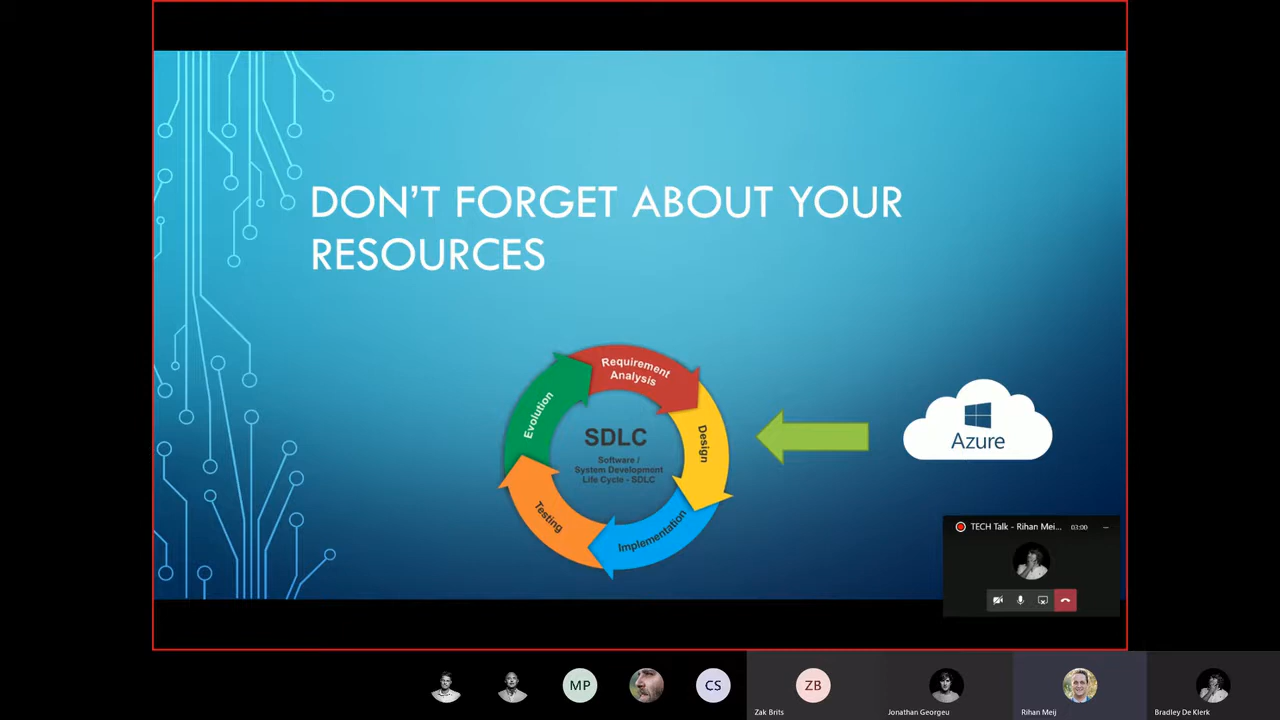 DON'T FORGET ABOUT YOUR
RESOURCES
Requirement
Analysis
Design
Implementation
Testing
Evolution
SDLC
Software /
System Development
Life Cycle - SDLC
Azure
TECH Talk - Rihan Mei... 03:00
MP
CS
ZB
Zak Brits
Jonathan Georgeu
Rihan Meij
Bradley De Klerk